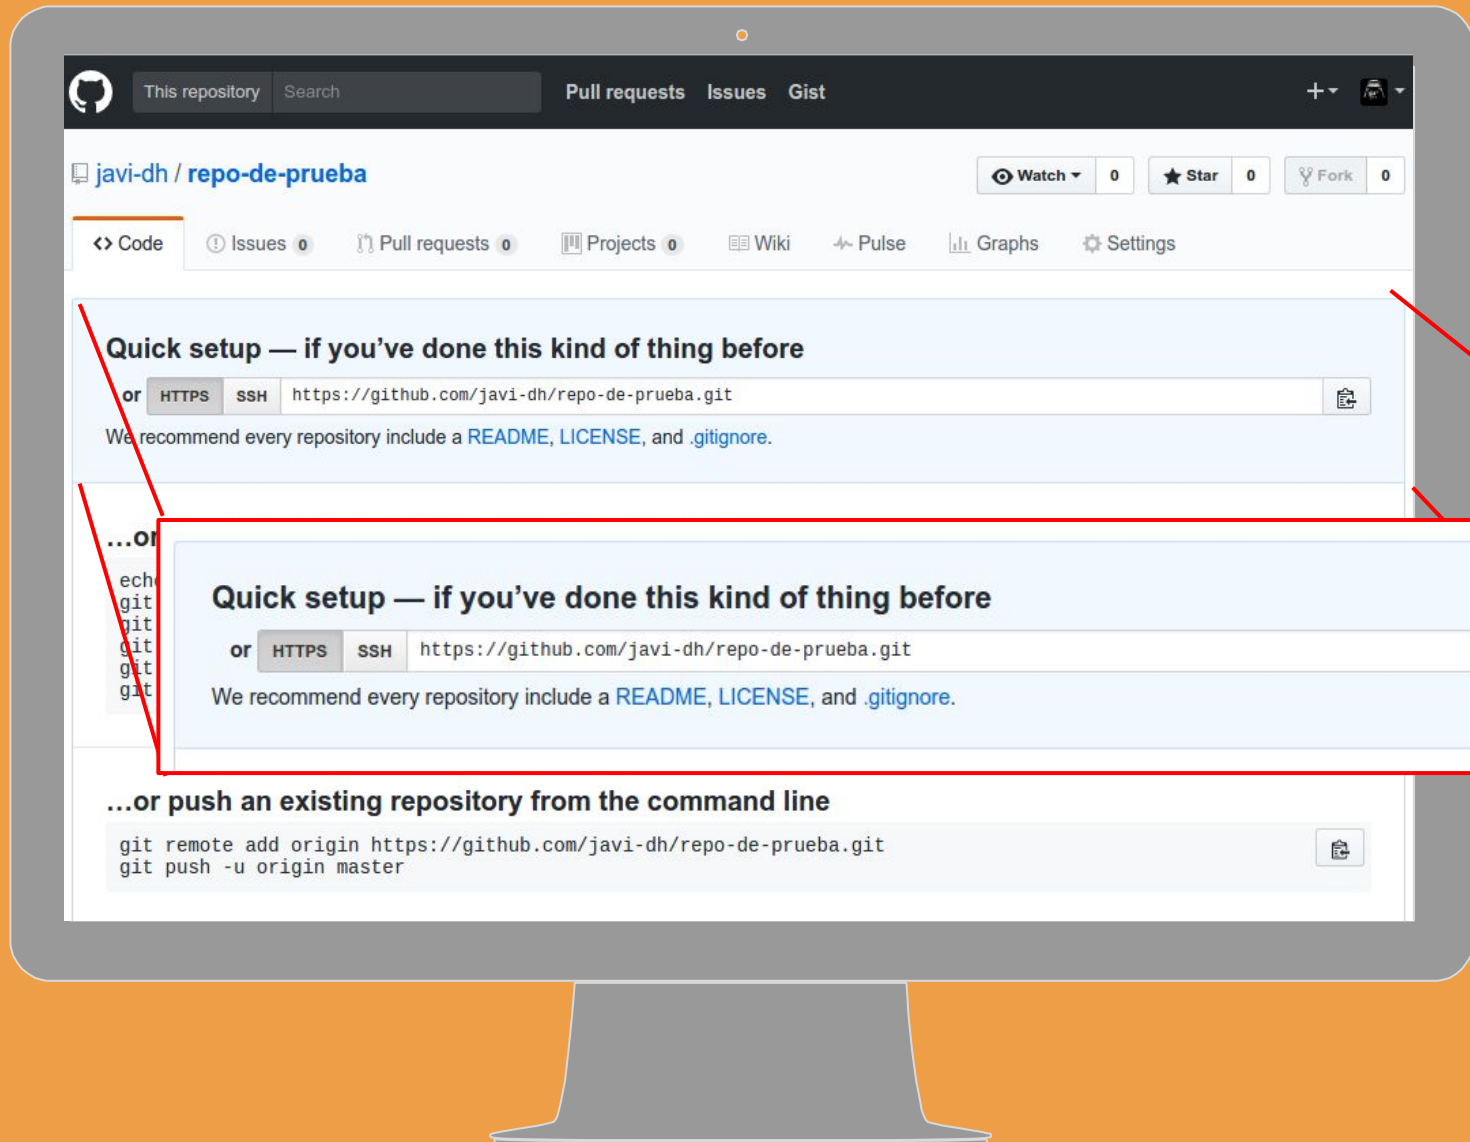 This repository Search Pull requests Issues Gist
javi-dh / repo-de-prueba Watch 0 Star 0 Fork 0
Code Issues 0 Pull requests 0 Projects 0 Wiki Pulse Graphs Settings
Quick setup — if you’ve done this kind of thing before
or HTTPS SSH https://github.com/javi-dh/repo-de-prueba.git
We recommend every repository include a README, LICENSE, and .gitignore.
…or
git
git
git
git
git
Quick setup — if you’ve done this kind of thing before
or HTTPS SSH https://github.com/javi-dh/repo-de-prueba.git
We recommend every repository include a README, LICENSE, and .gitignore.
…or push an existing repository from the command line
git remote add origin https://github.com/javi-dh/repo-de-prueba.git
git push -u origin master